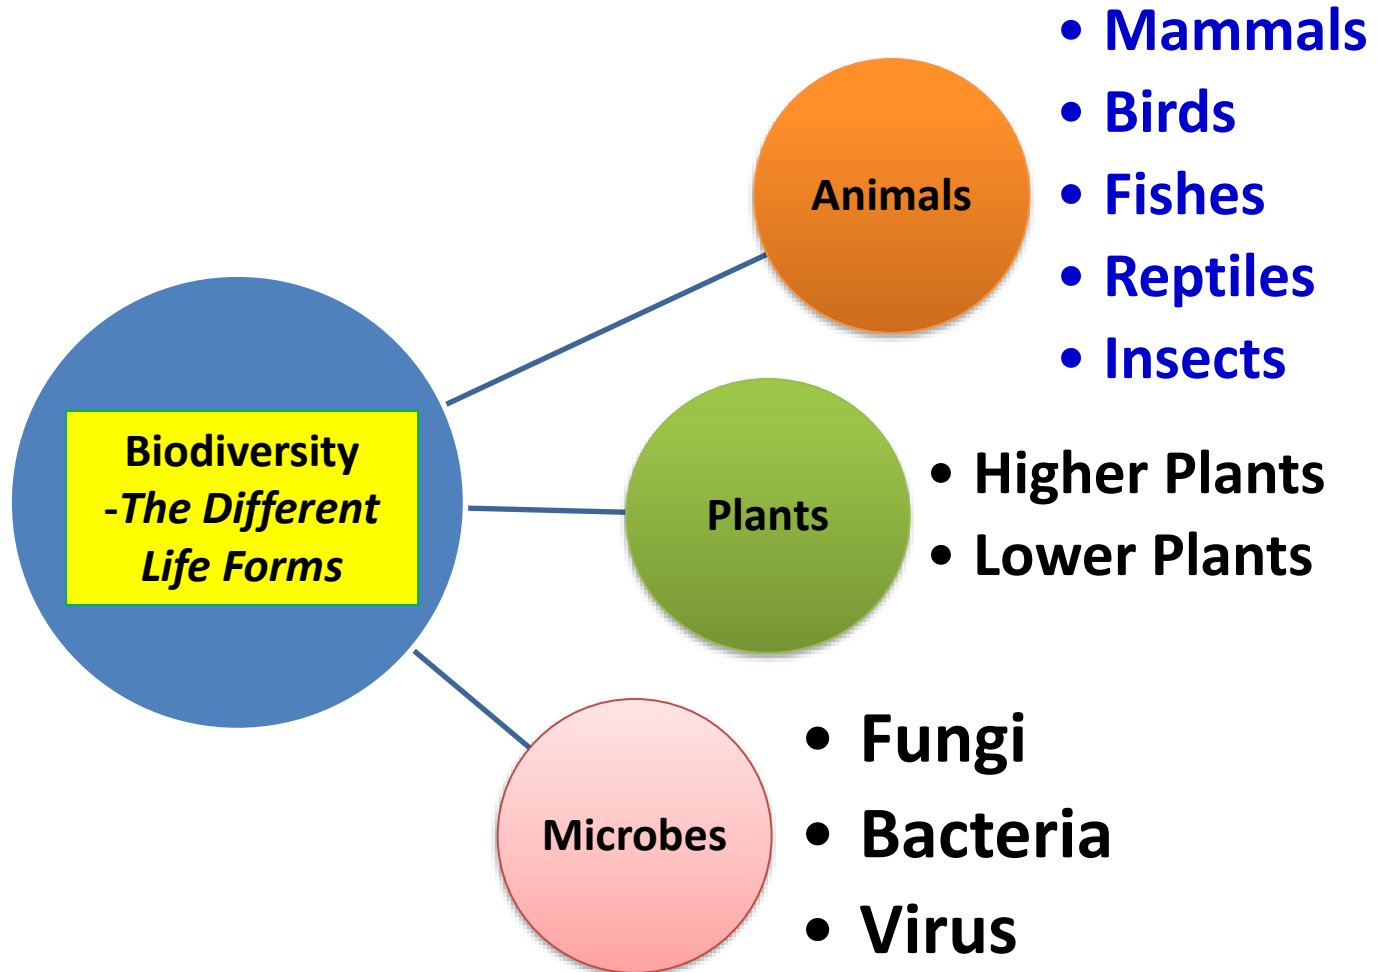 Biodiversity
-The Different
Life Forms
Animals
• Mammals
• Birds
• Fishes
• Reptiles
• Insects
Plants
• Higher Plants
• Lower Plants
Microbes
• Fungi
• Bacteria
• Virus